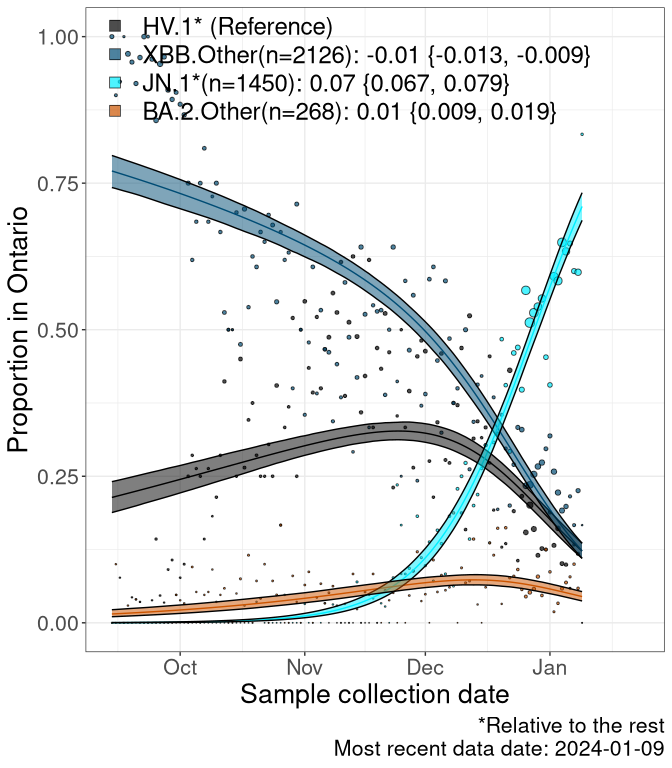 HV.1* (Reference)
XBB.Other(n=2126): -0.01 {-0.013, -0.009}
JN.1*(n=1450): 0.07 {0.067, 0.079}
BA.2.Other(n=268): 0.01 {0.009, 0.019}
1.00
0.75
0.50
0.25
0.00
Proportion in Ontario
Oct Nov Dec Jan
Sample collection date
*Relative to the rest
Most recent data date: 2024-01-09